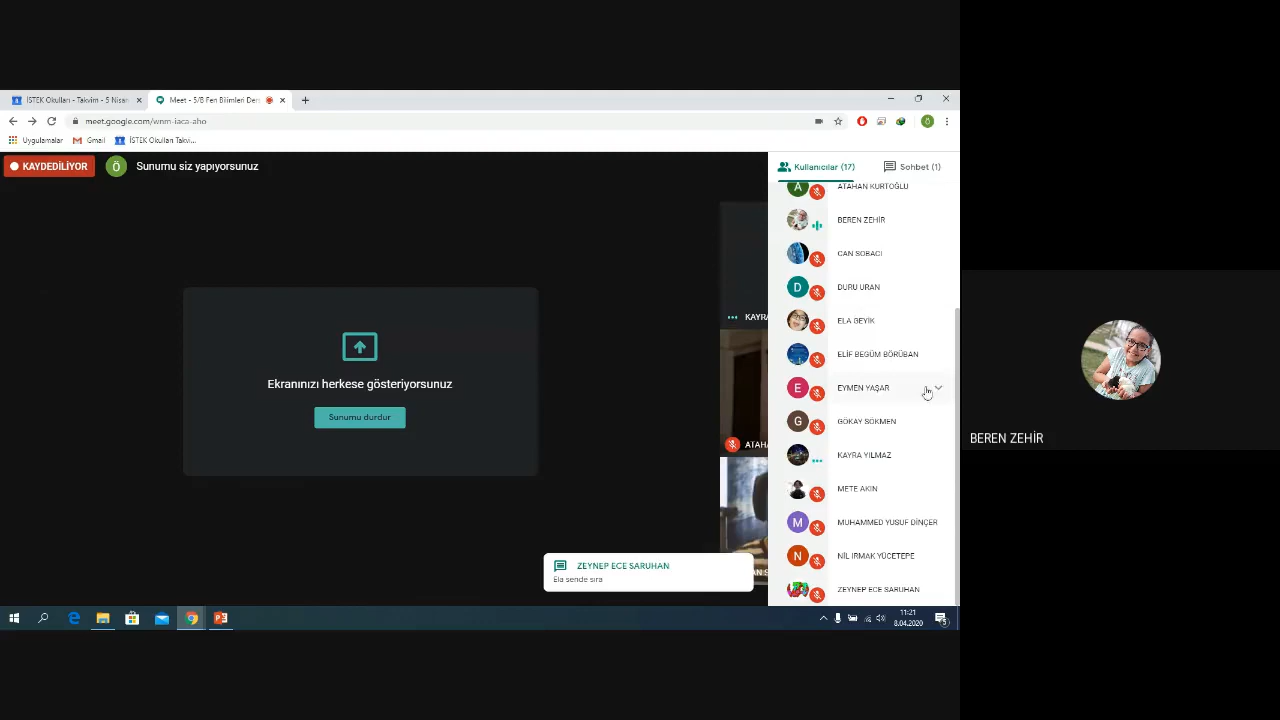 İSTEK Okulları - Takvim - 5 Nisan
Meet - 5/B Fen Bilimleri Ders
meet.google.com/wnm-iaca-aho
Uygulamalar
Gmail
İSTEK Okulları Takvi...
KAYDEDİLİYOR
Ö
Sunumu siz yapıyorsunuz
Kullanıcılar (17)
Sohbet (1)
A
ATAHAN KURTOĞLU
BEREN ZEHİR
CAN SOBACI
D
DURU URAN
ELA GEYİK
ELİF BEGÜM BÖRÜBAN
E
EYMEN YAŞAR
G
GÖKAY SÖKMEN
KAYRA YILMAZ
METE AKIN
M
MUHAMMED YUSUF DİNÇER
N
NİL IRMAK YÜCETEPE
ZEYNEP ECE SARUHAN
Ekranınızı herkese gösteriyorsunuz
Sunumu durdur
KAYRA
ATAHA
ZEYNEP ECE SARUHAN
Ela sende sıra
11:21
8.04.2020
BEREN ZEHİR